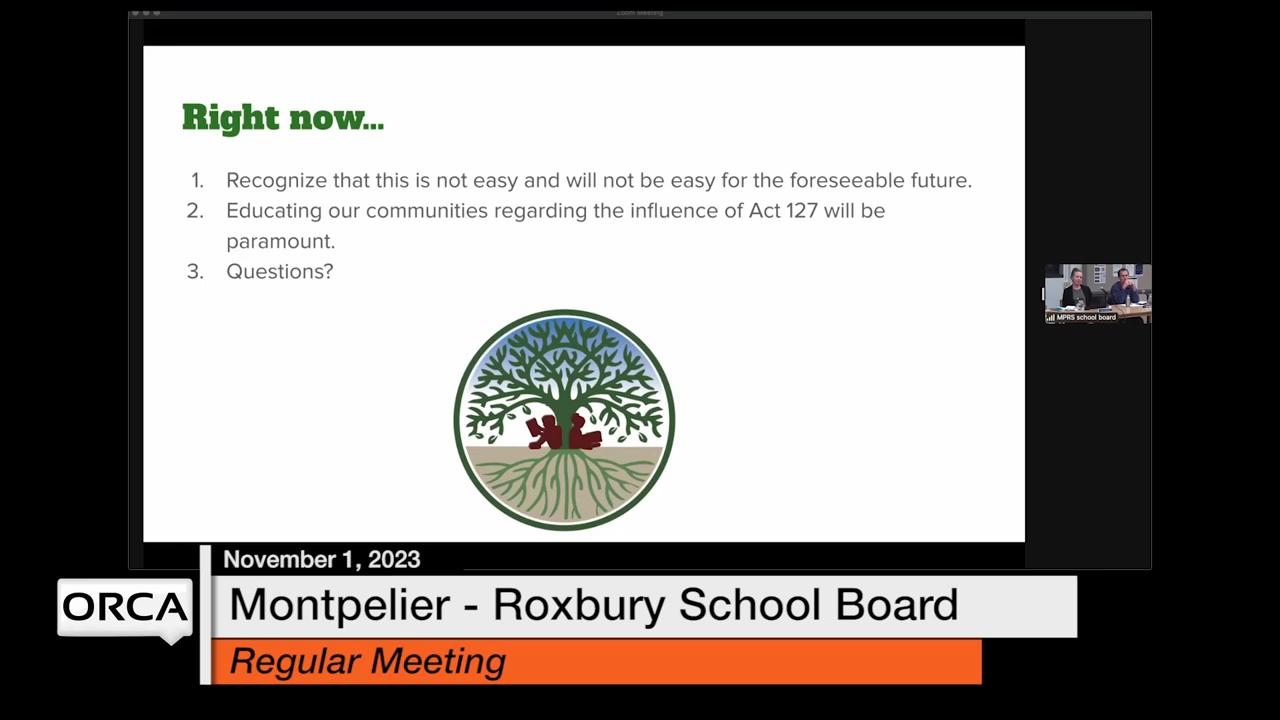 Zoom Meeting
Right now...
1. Recognize that this is not easy and will not be easy for the foreseeable future.
2. Educating our communities regarding the influence of Act 127 will be
paramount.
3. Questions?
MPRS school board
November 1, 2023
ORCA
Montpelier - Roxbury School Board
Regular Meeting